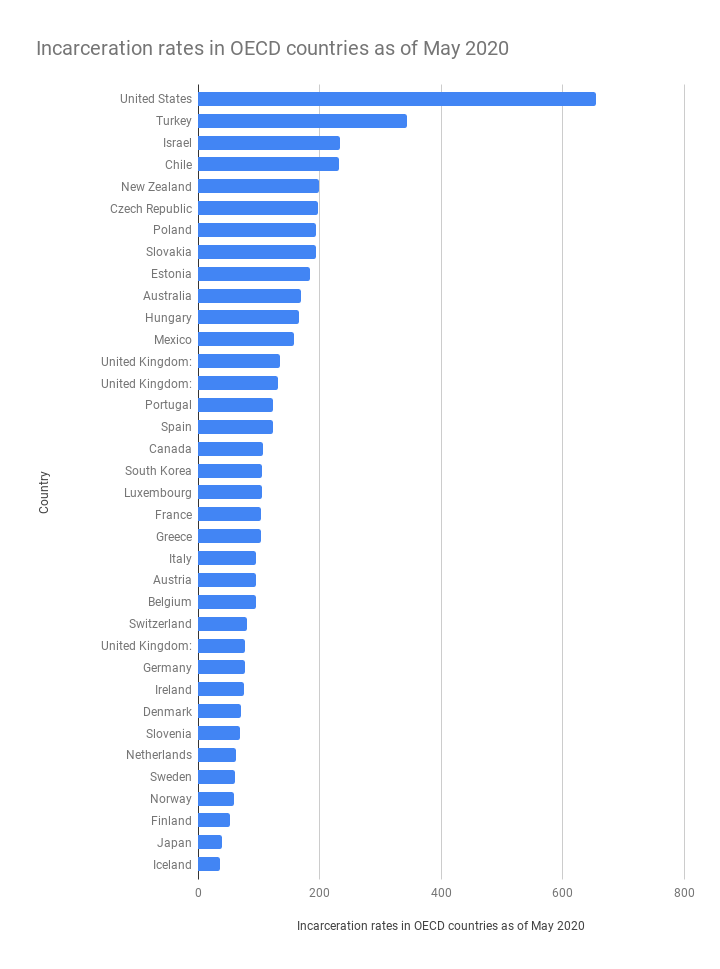 Incarceration rates in OECD countries as of May 2020
United States
Turkey
Israel
Chile
New Zealand
Czech Republic
Poland
Slovakia
Estonia
Australia
Hungary
Mexico
United Kingdom:
United Kingdom:
Portugal
Spain
Canada
South Korea
Luxembourg
France
Greece
Italy
Austria
Belgium
Switzerland
United Kingdom:
Germany
Ireland
Denmark
Slovenia
Netherlands
Sweden
Norway
Finland
Japan
Iceland
Country
0 200 400 600 800
Incarceration rates in OECD countries as of May 2020